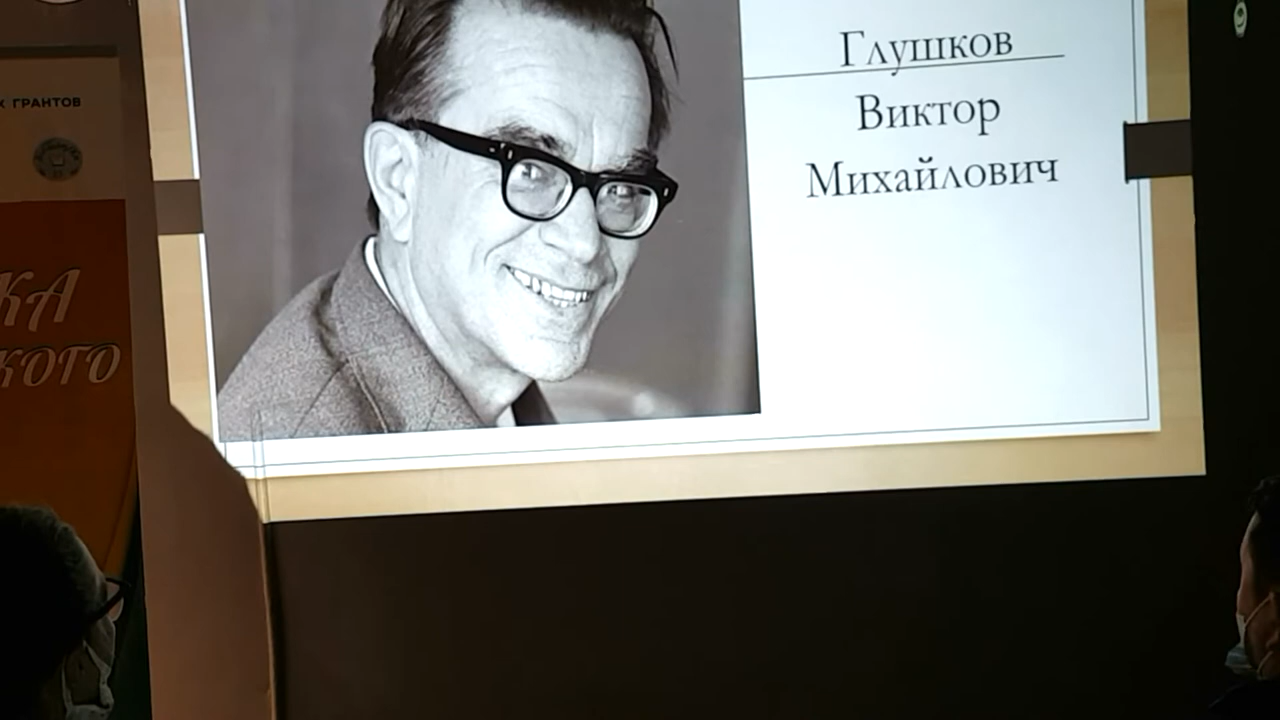 Х ГРАНТОВ
КА
КОГО
Глушков
Виктор
Михайлович